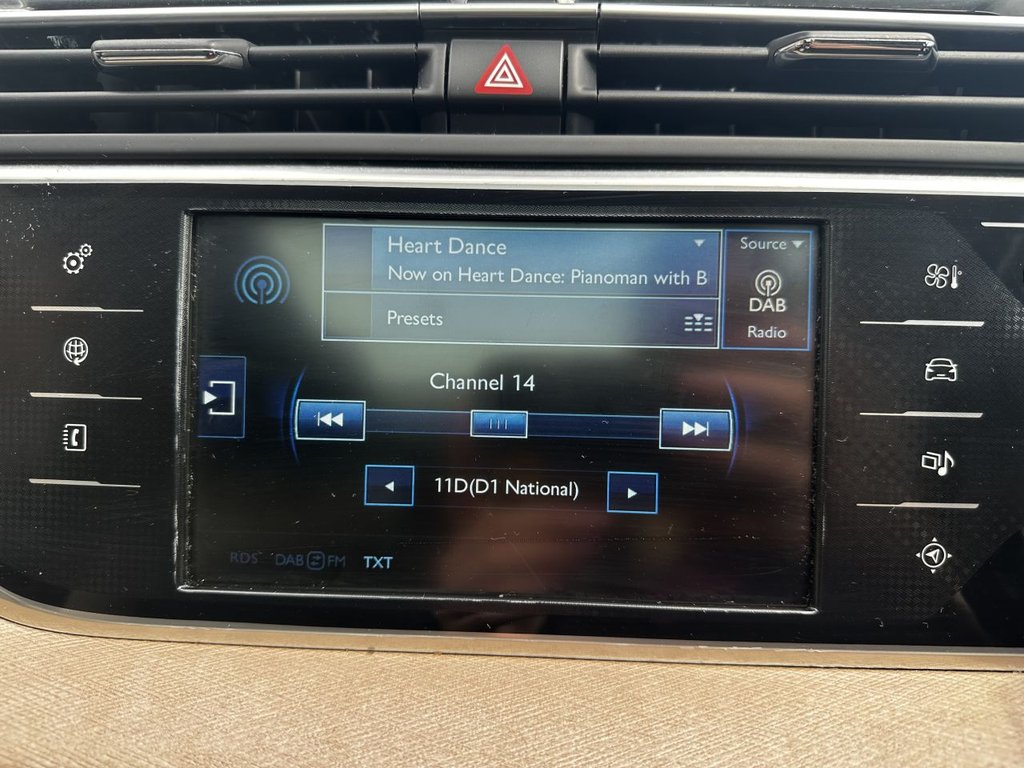 Heart Dance
Now on Heart Dance: Pianoman with B
Presets
Source
DAB
Radio
Channel 14
11D(D1 National)
RDS DAB FM TXT